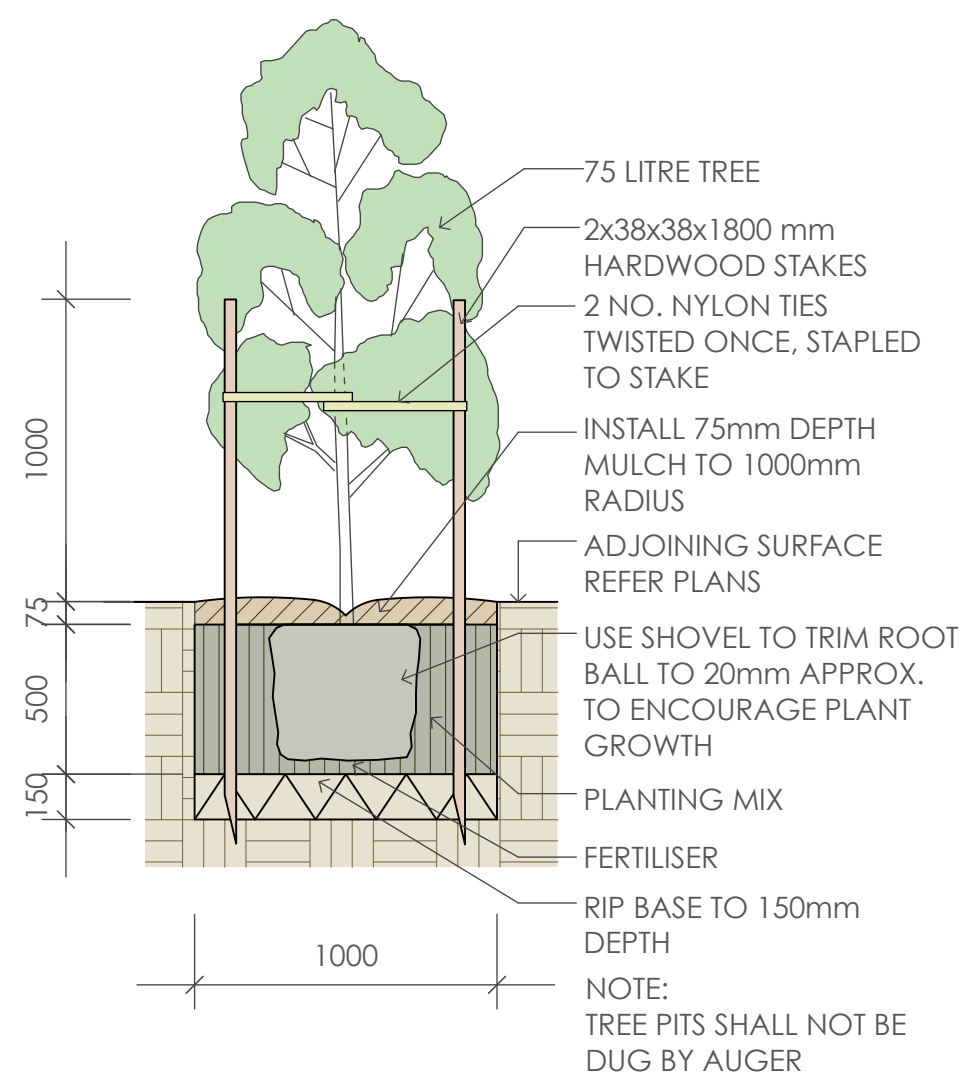 75 LITRE TREE
2x38x38x1800 mm
HARDWOOD STAKES
2 NO. NYLON TIES
TWISTED ONCE, STAPLED
TO STAKE
INSTALL 75mm DEPTH
MULCH TO 1000mm
RADIUS
ADJOINING SURFACE
REFER PLANS
USE SHOVEL TO TRIM ROOT
BALL TO 20mm APPROX.
TO ENCOURAGE PLANT
GROWTH
PLANTING MIX
FERTILISER
RIP BASE TO 150mm
DEPTH
NOTE:
TREE PITS SHALL NOT BE
DUG BY AUGER
1000
75
500
150
1000